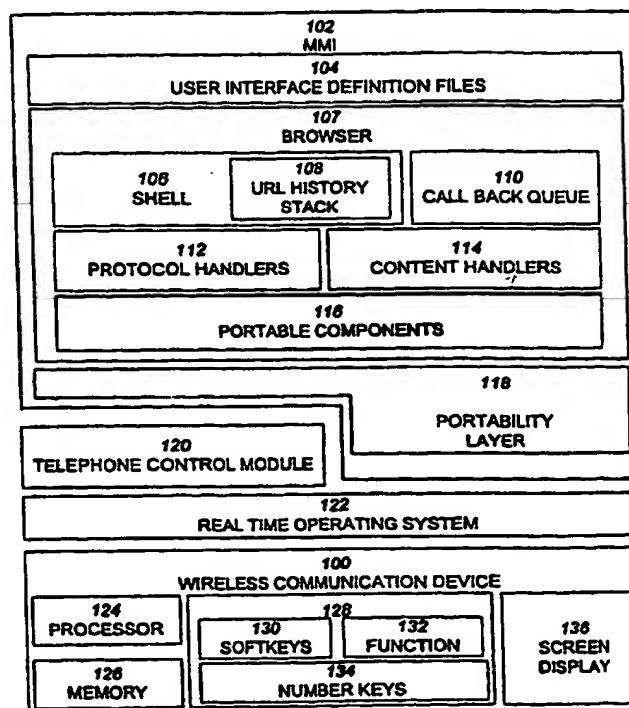 102
MMI
104
USER INTERFACE DEFINITION FILES
107
BROWSER
106
SHELL
108
URL HISTORY
STACK
110
CALL BACK QUEUE
112
PROTOCOL HANDLERS
114
CONTENT HANDLERS
116
PORTABLE COMPONENTS
118
PORTABILITY
LAYER
120
TELEPHONE CONTROL MODULE
122
REAL TIME OPERATING SYSTEM
100
WIRELESS COMMUNICATION DEVICE
124
PROCESSOR
126
MEMORY
128
130
SOFTKEYS
132
FUNCTION
134
NUMBER KEYS
136
SCREEN
DISPLAY